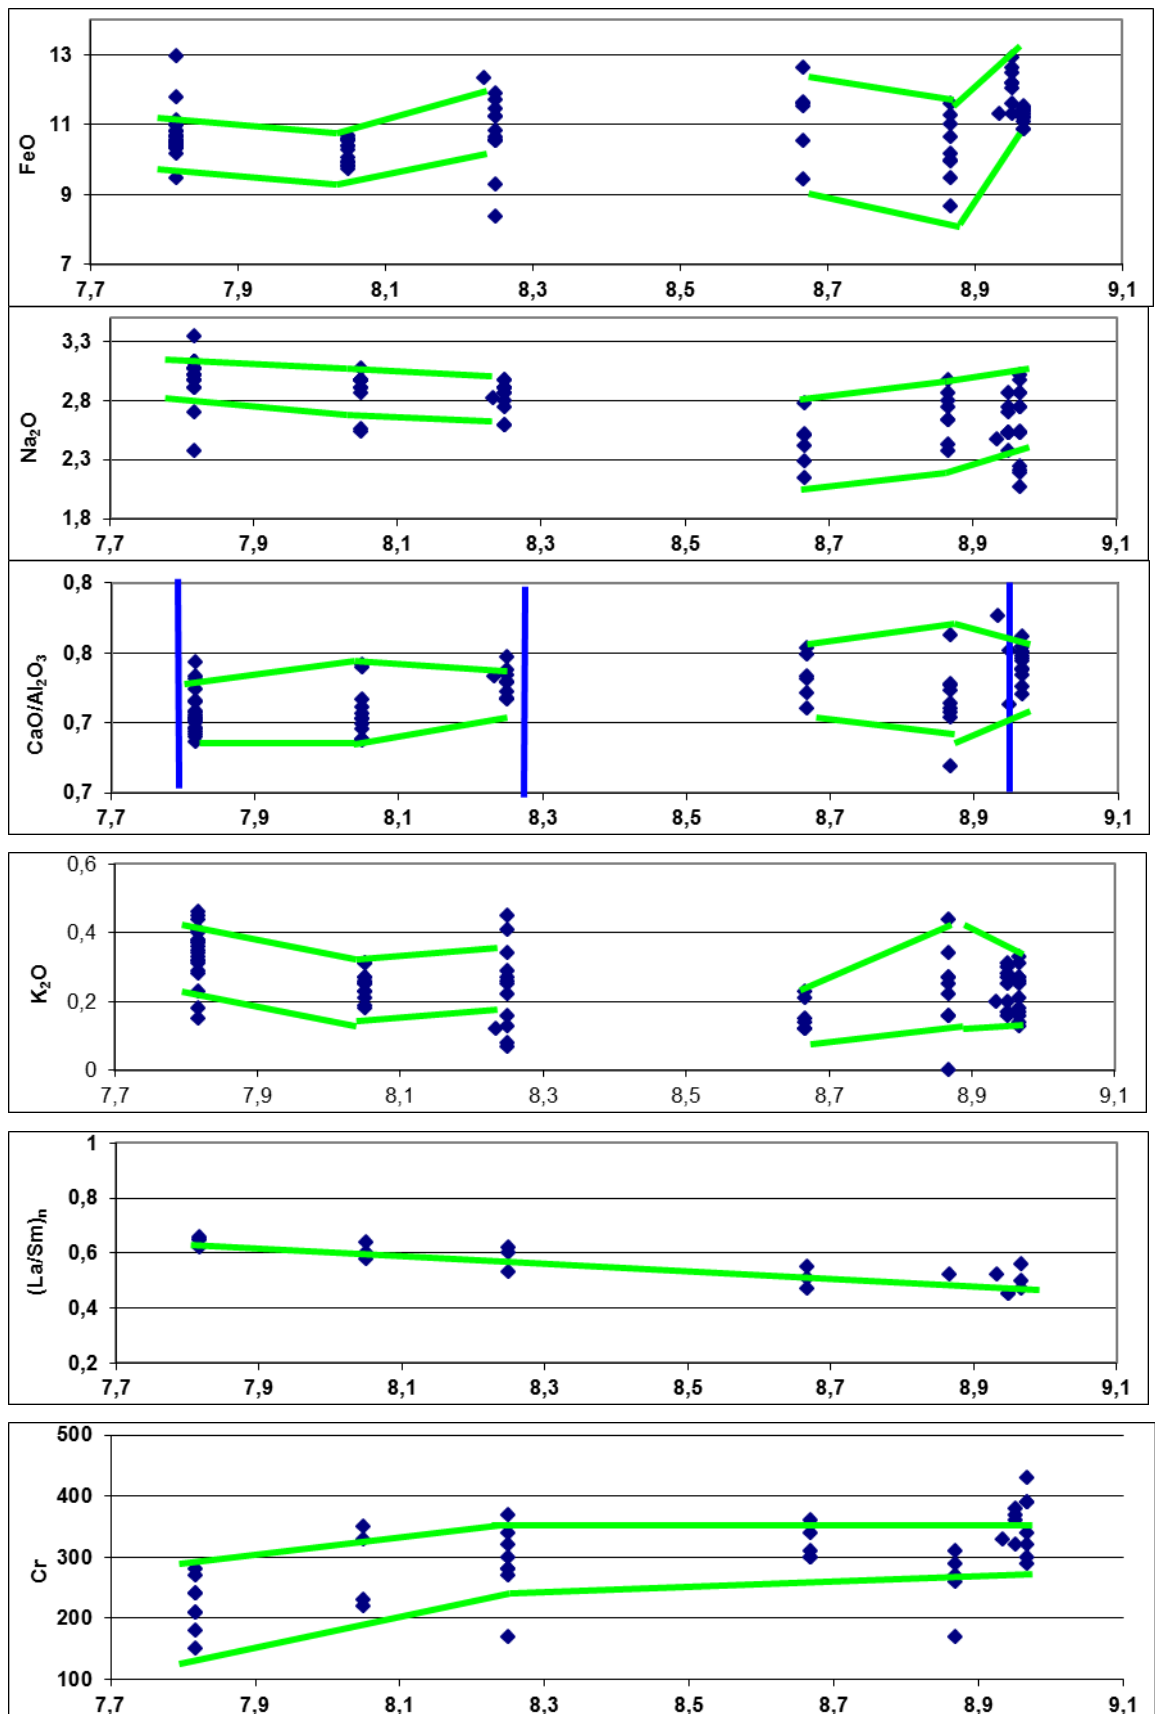 13
11
9
7
FeO
7,7 7,9 8,1 8,3 8,5 8,7 8,9 9,1
3,3
2,8
2,3
1,8
Na₂O
7,7 7,9 8,1 8,3 8,5 8,7 8,9 9,1
0,8
0,8
0,7
0,7
CaO/Al₂O₃
7,7 7,9 8,1 8,3 8,5 8,7 8,9 9,1
0,6
0,4
0,2
0
K₂O
7,7 7,9 8,1 8,3 8,5 8,7 8,9 9,1
1
0,8
0,6
0,4
0,2
(La/Sm)ₙ
7,7 7,9 8,1 8,3 8,5 8,7 8,9 9,1
500
400
300
200
100
Cr
7,7 7,9 8,1 8,3 8,5 8,7 8,9 9,1